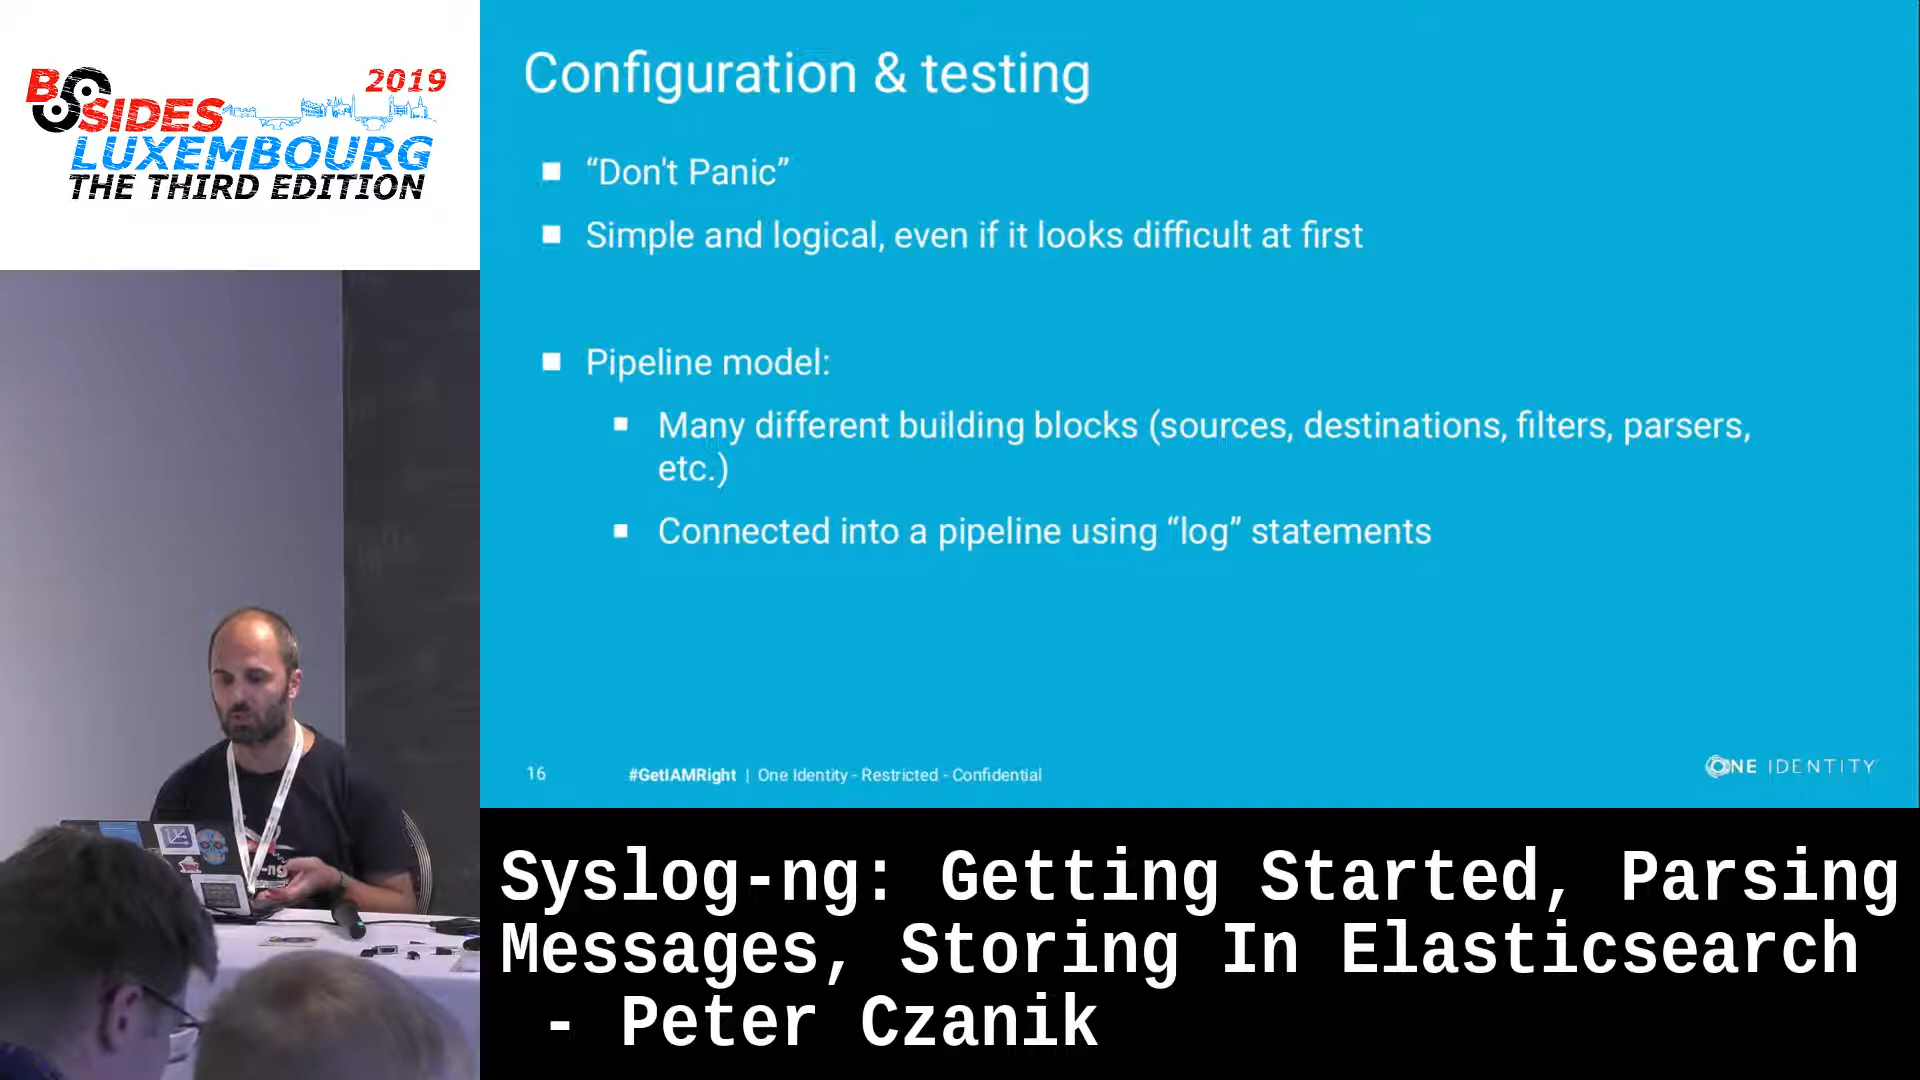 2019
BSIDES
LUXEMBOURG
THE THIRD EDITION
Configuration & testing
“Don't Panic”
Simple and logical, even if it looks difficult at first
Pipeline model:
Many different building blocks (sources, destinations, filters, parsers,
etc.)
Connected into a pipeline using “log” statements
16
#GetIAMRight | One Identity - Restricted - Confidential
ONE IDENTITY
-ng
Syslog-ng: Getting Started, Parsing
Messages, Storing In Elasticsearch
- Peter Czanik